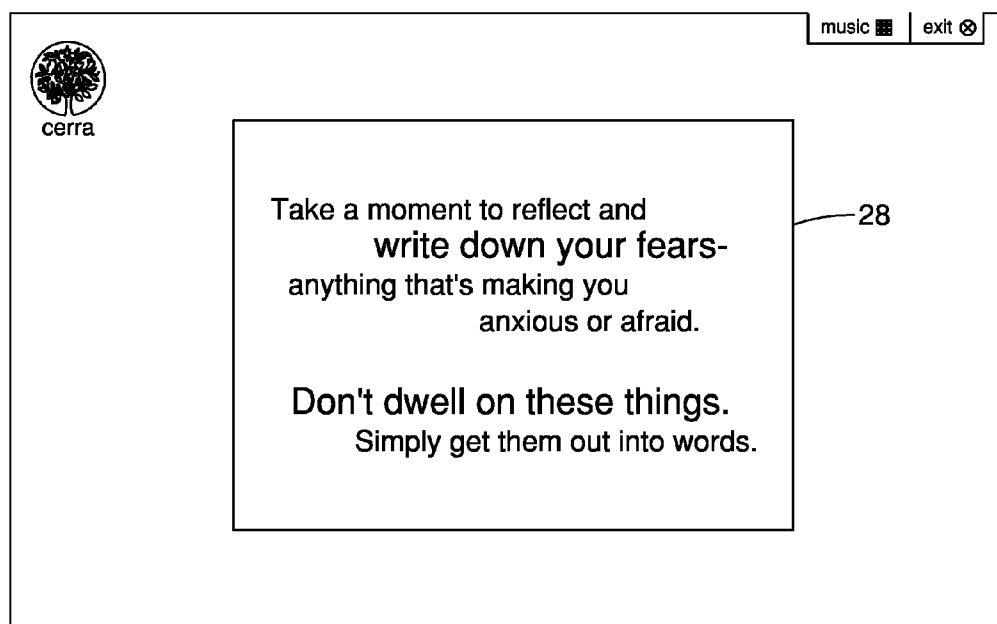 music
exit
cerra
Take a moment to reflect and
write down your fears-
anything that's making you
anxious or afraid.
Don't dwell on these things.
Simply get them out into words.
28